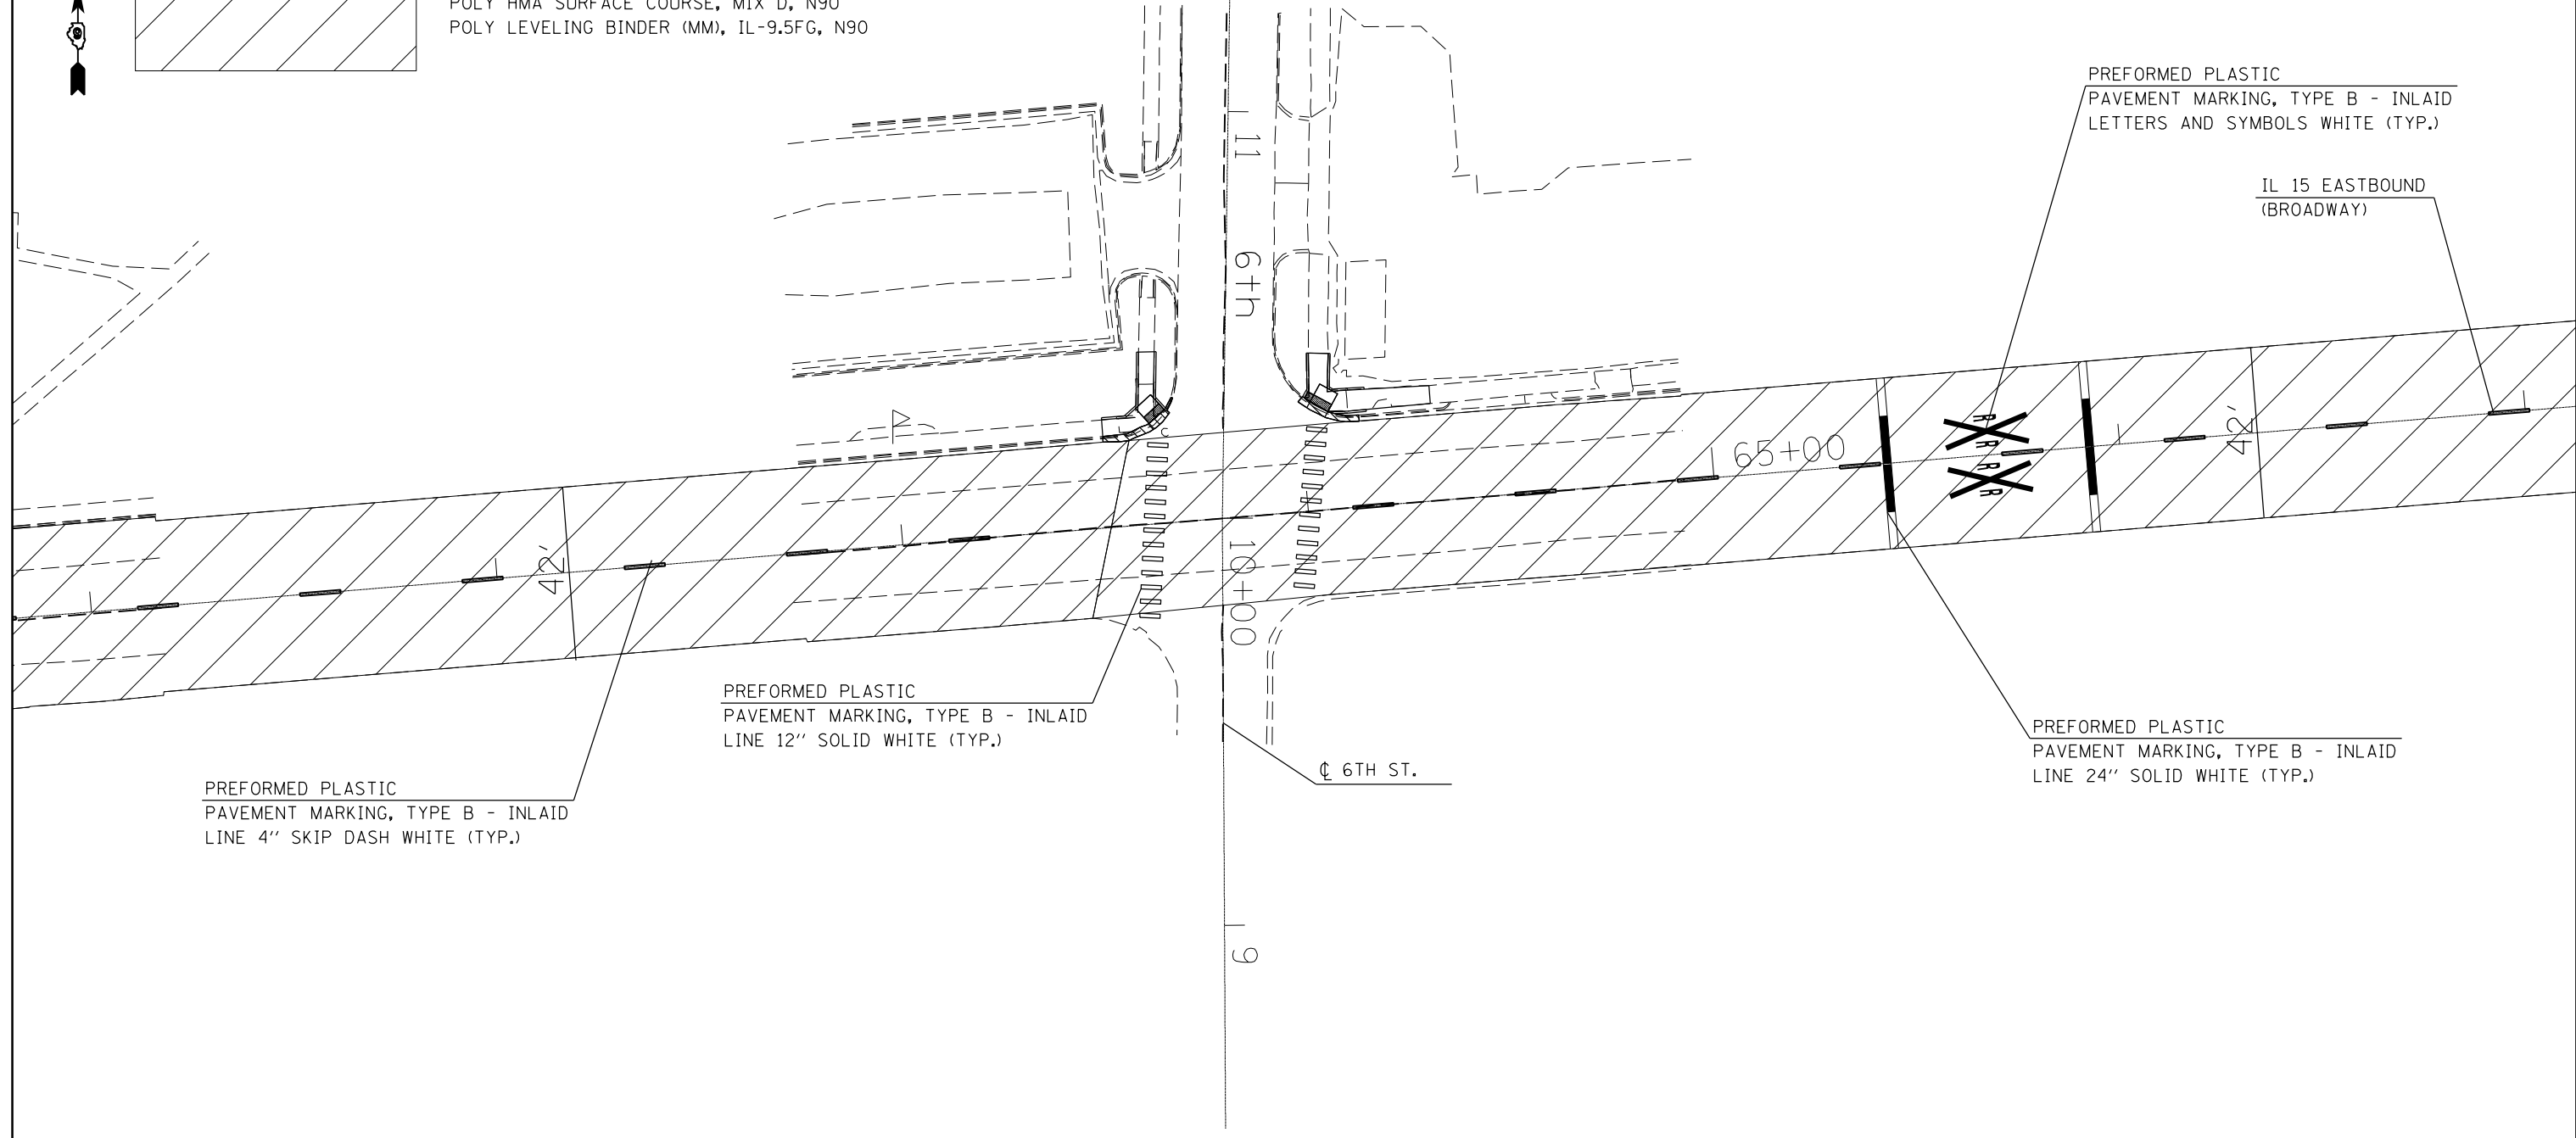 POLY HMA SURFACE COURSE, MIX D, N90
POLY LEVELING BINDER (MM), IL-9.5FG, N90
PREFORMED PLASTIC
PAVEMENT MARKING, TYPE B - INLAID
LETTERS AND SYMBOLS WHITE (TYP.)
IL 15 EASTBOUND
(BROADWAY)
11
6th
65+00
R R
R R
42'
42'
10+00
PREFORMED PLASTIC
PAVEMENT MARKING, TYPE B - INLAID
LINE 12" SOLID WHITE (TYP.)
PREFORMED PLASTIC
PAVEMENT MARKING, TYPE B - INLAID
LINE 24" SOLID WHITE (TYP.)
℄ 6TH ST.
PREFORMED PLASTIC
PAVEMENT MARKING, TYPE B - INLAID
LINE 4" SKIP DASH WHITE (TYP.)
9